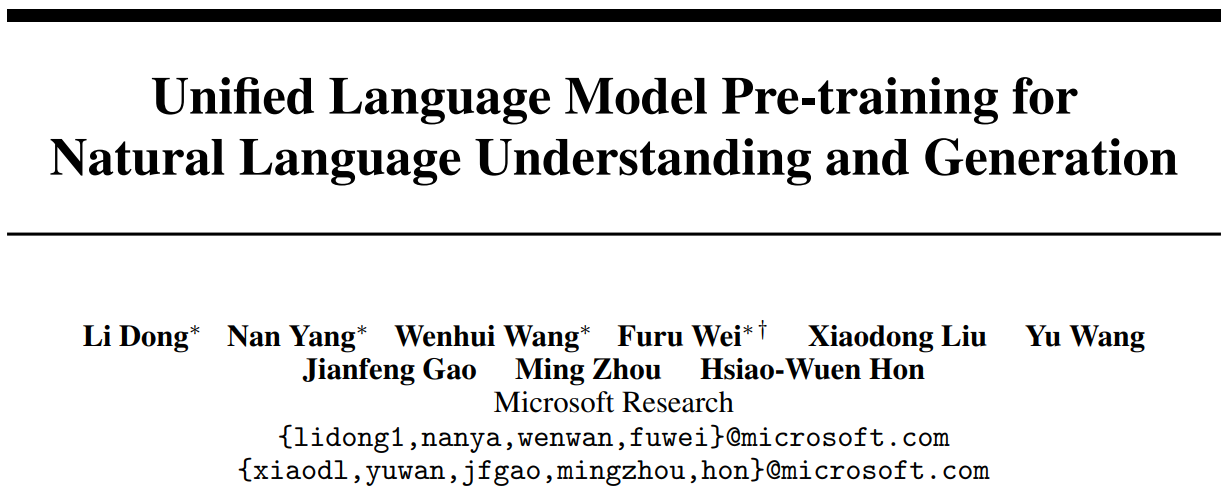 Unified Language Model Pre-training for
Natural Language Understanding and Generation
Li Dong* Nan Yang* Wenhui Wang* Furu Wei*† Xiaodong Liu Yu Wang
Jianfeng Gao Ming Zhou Hsiao-Wuen Hon
Microsoft Research
{lidong1,nanya,wenwan,fuwei}@microsoft.com
{xiaodl,yuwan,jfgao,mingzhou,hon}@microsoft.com